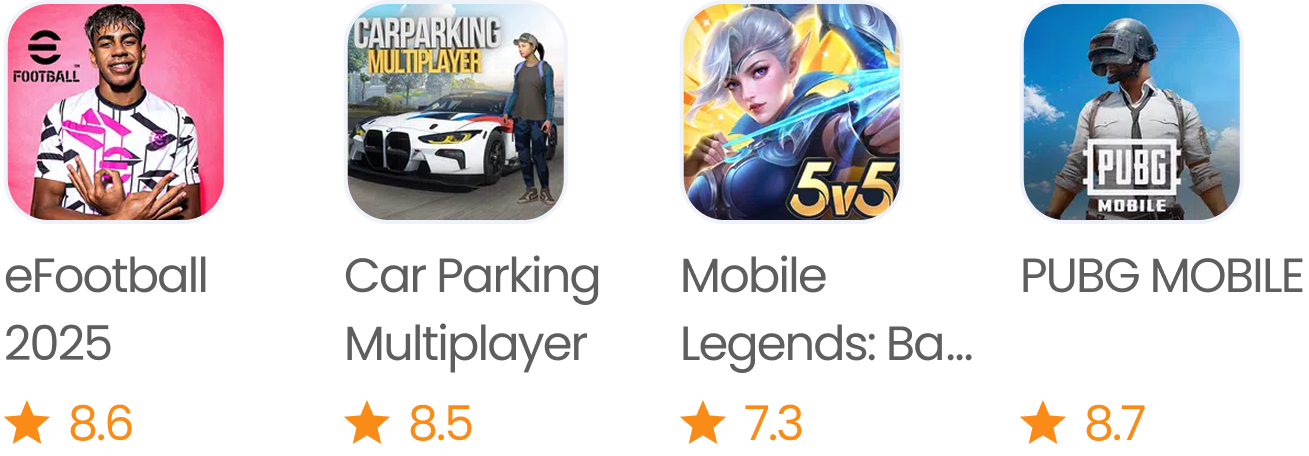 FOOTBALL™
CARPARKING
MULTIPLAYER
5v5
PUBG
MOBILE
eFootball
2025
Car Parking
Multiplayer
Mobile
Legends: Ba...
PUBG MOBILE
8.6
8.5
7.3
8.7